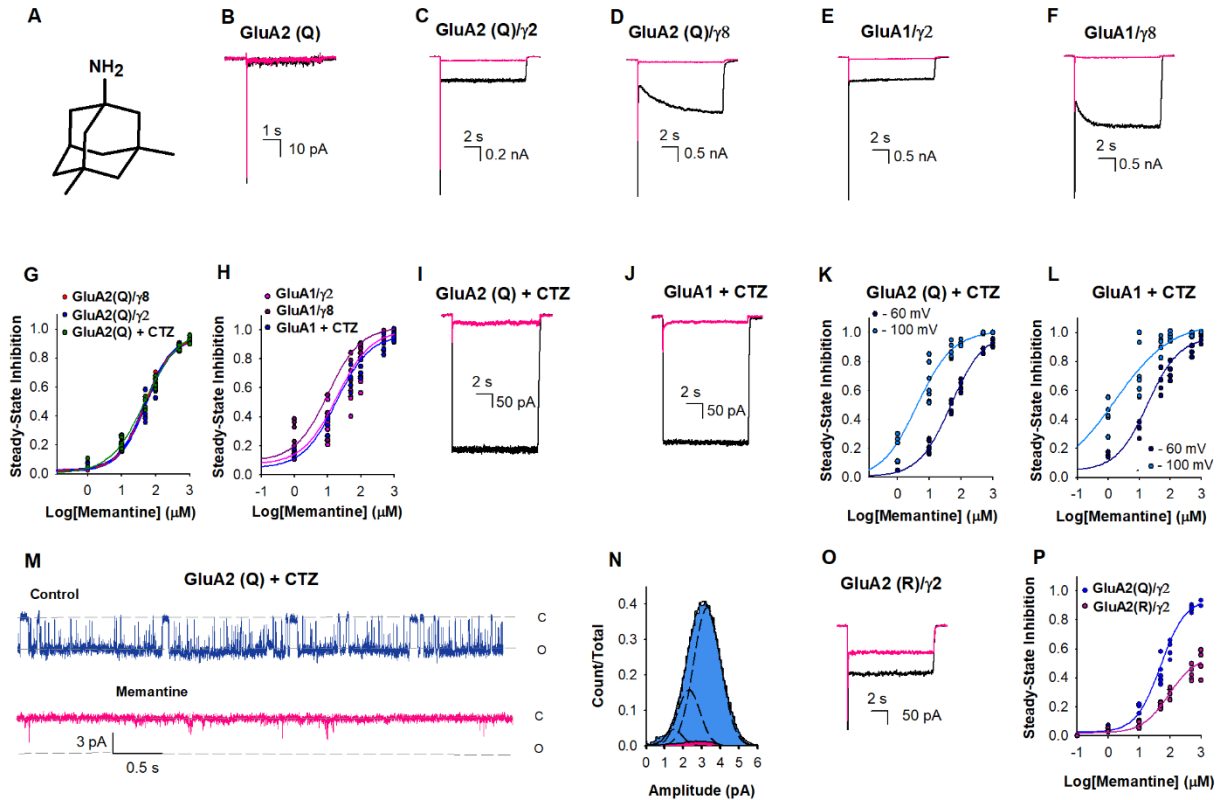 A
NH2
B
GluA2 (Q)
1 s
10 pA
C
GluA2 (Q)/γ2
2 s
0.2 nA
D
GluA2 (Q)/γ8
2 s
0.5 nA
E
GluA1/γ2
2 s
0.5 nA
F
GluA1/γ8
2 s
0.5 nA
G
GluA2(Q)/γ8
GluA2(Q)/γ2
GluA2(Q) + CTZ
Steady-State Inhibition
1.0
0.8
0.6
0.4
0.2
0.0
0 1 2 3
Log[Memantine] (µM)
H
GluA1/γ2
GluA1/γ8
GluA1 + CTZ
Steady-State Inhibition
1.0
0.8
0.6
0.4
0.2
0.0
-1 0 1 2 3
Log[Memantine] (µM)
I
GluA2 (Q) + CTZ
2 s
50 pA
J
GluA1 + CTZ
2 s
50 pA
K
GluA2 (Q) + CTZ
- 60 mV
- 100 mV
Steady-State Inhibition
1.0
0.8
0.6
0.4
0.2
0.0
0 1 2 3
Log[Memantine] (µM)
L
GluA1 + CTZ
- 60 mV
- 100 mV
Steady-State Inhibition
1.0
0.8
0.6
0.4
0.2
0.0
-1 0 1 2 3
Log[Memantine] (µM)
M
GluA2 (Q) + CTZ
Control
C
O
Memantine
C
O
3 pA
0.5 s
N
Count/Total
0.4
0.3
0.2
0.1
0.0
0 1 2 3 4 5 6
Amplitude (pA)
O
GluA2 (R)/γ2
2 s
50 pA
P
GluA2(Q)/γ2
GluA2(R)/γ2
Steady-State Inhibition
1.0
0.8
0.6
0.4
0.2
0.0
-1 0 1 2 3
Log[Memantine] (µM)